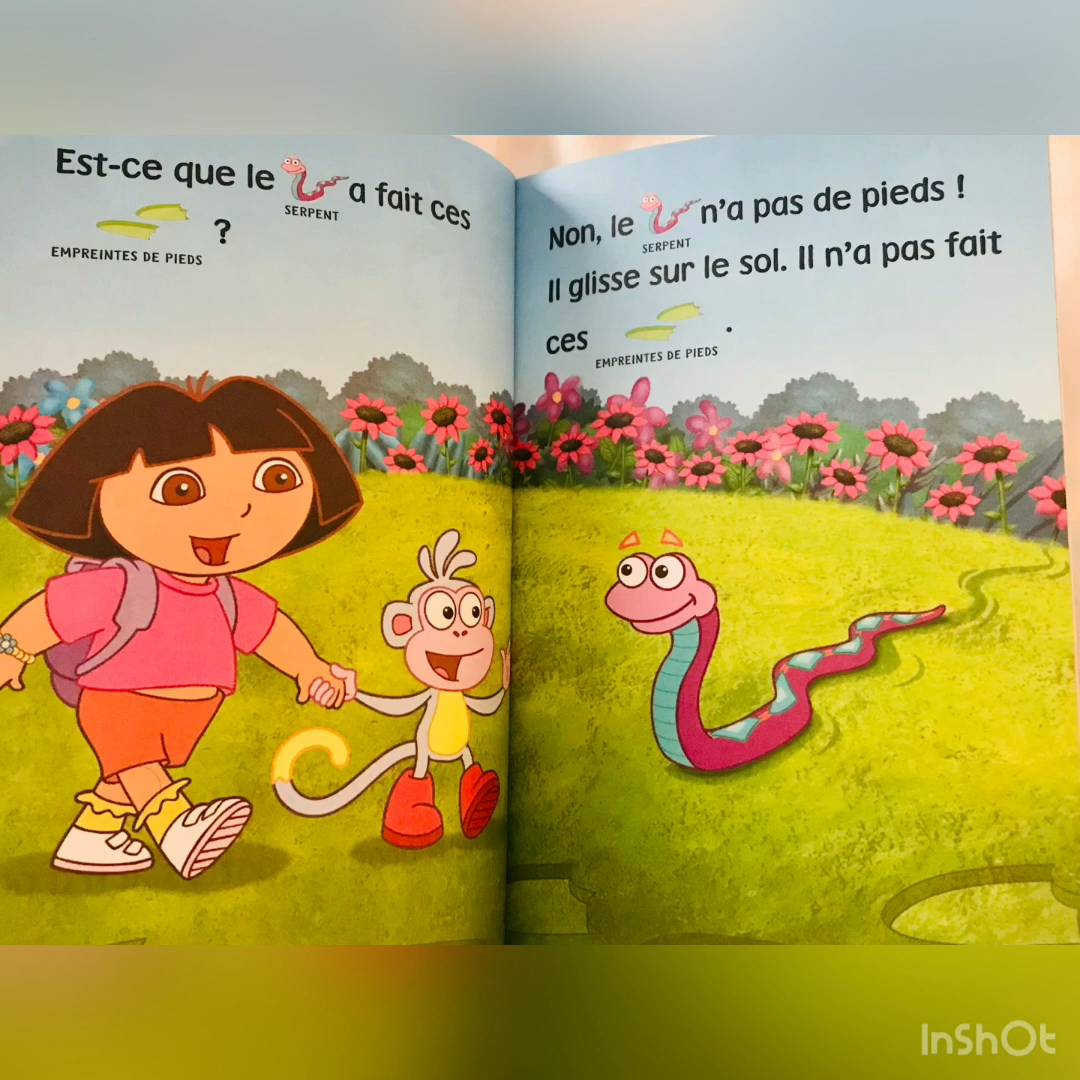 Est-ce que le a fait ces
SERPENT
?
EMPREINTES DE PIEDS
Non, le n'a pas de pieds !
SERPENT
Il glisse sur le sol. Il n'a pas fait
ces .
EMPREINTES DE PIEDS
InShOt